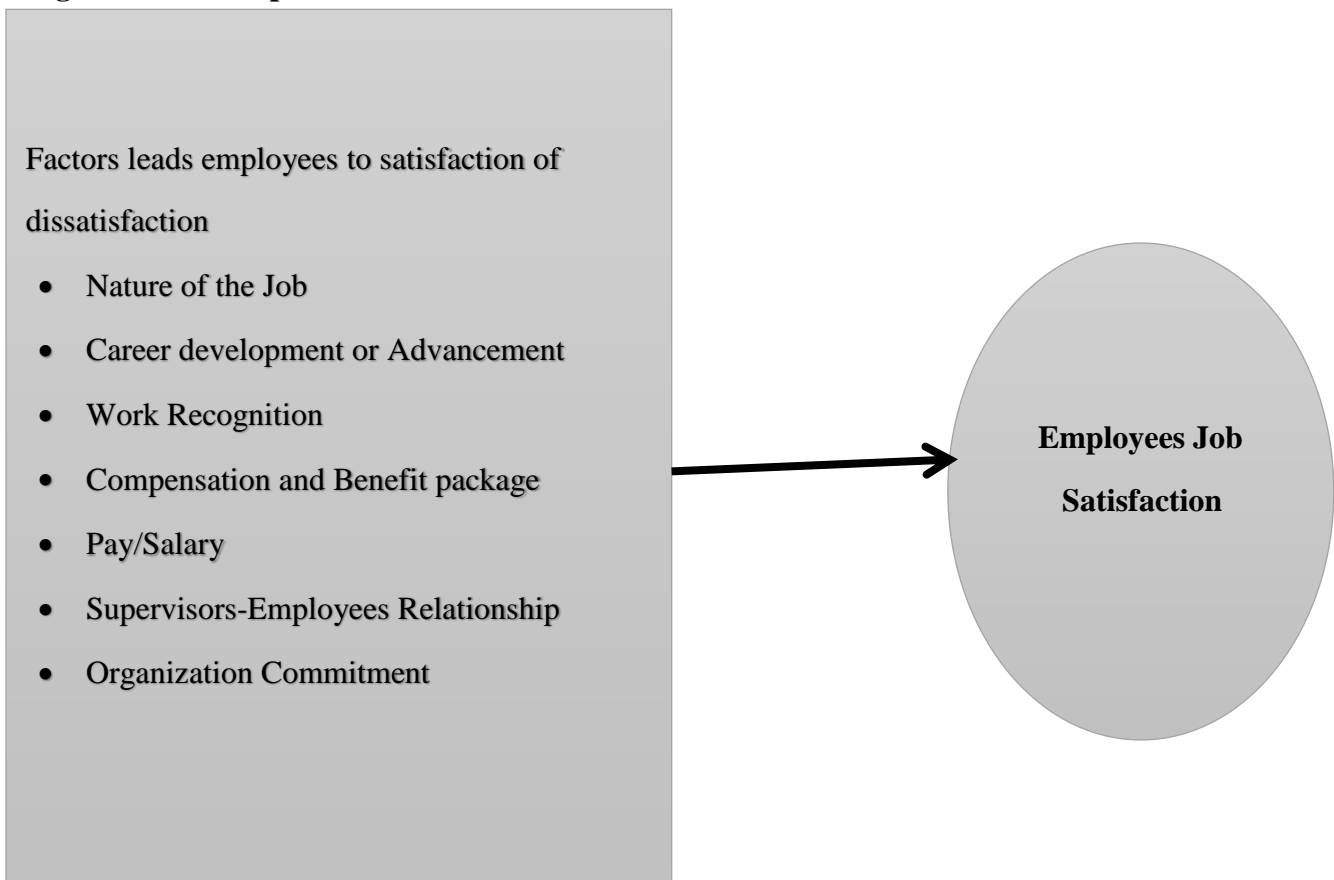 Factors leads employees to satisfaction of
dissatisfaction
• Nature of the Job
• Career development or Advancement
• Work Recognition
• Compensation and Benefit package
• Pay/Salary
• Supervisors-Employees Relationship
• Organization Commitment
Employees Job
Satisfaction